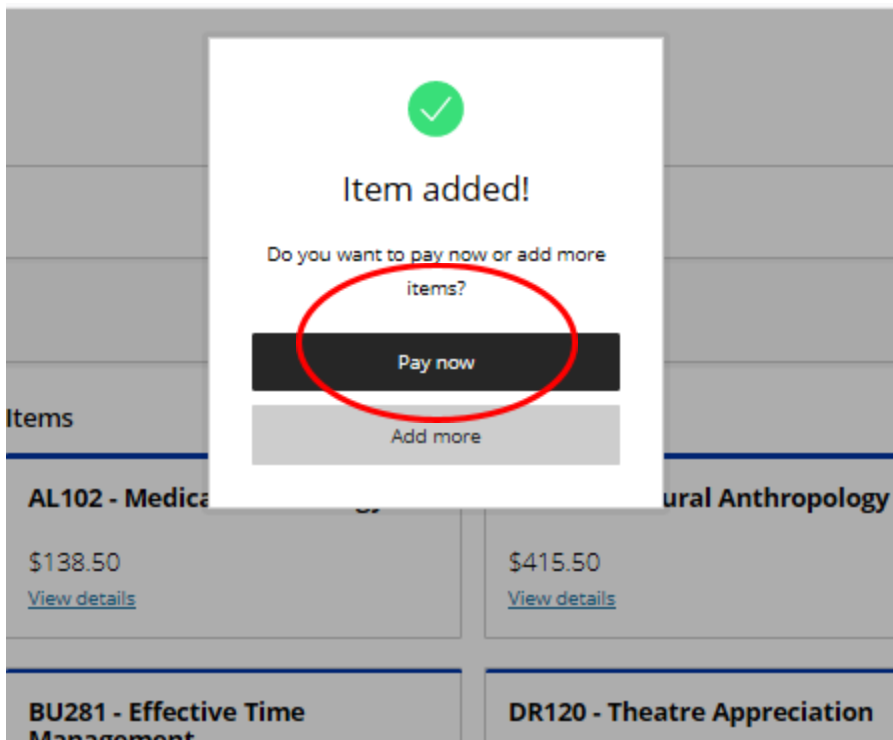 Item added!
Do you want to pay now or add more
items?
Pay now
Add more
Items
AL102 - Medica
ural Anthropology
$138.50
$415.50
View details
View details
BU281 - Effective Time
Management
DR120 - Theatre Appreciation